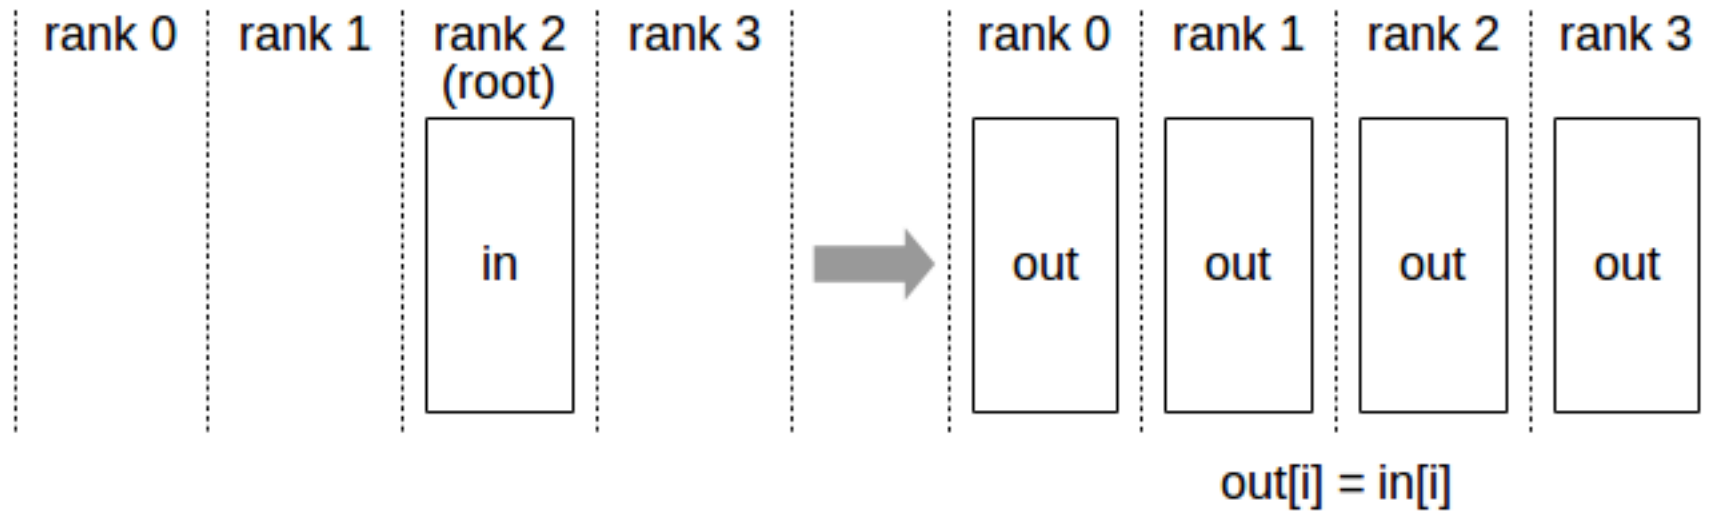 rank 0 rank 1 rank 2 rank 3 rank 0 rank 1 rank 2 rank 3
(root)
in out out out out
out[i] = in[i]